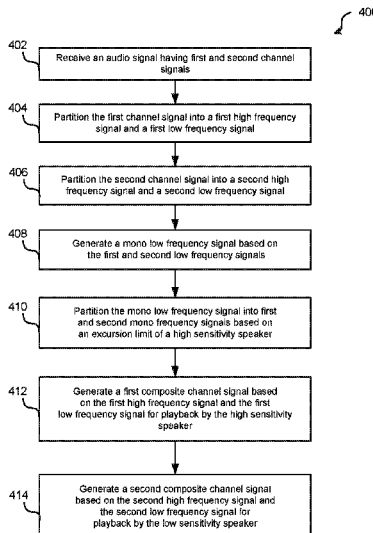 400
402
Receive an audio signal having first and second channel
signals
404
Partition the first channel signal into a first high frequency
signal and a first low frequency signal
406
Partition the second channel signal into a second high
frequency signal and a second low frequency signal
408
Generate a mono low frequency signal based on
the first and second low frequency signals
410
Partition the mono low frequency signal into first
and second mono frequency signals based on
an excursion limit of a high sensitivity speaker
412
Generate a first composite channel signal based
on the first high frequency signal and the first
low frequency signal for playback by the high sensitivity
speaker
414
Generate a second composite channel signal
based on the second high frequency signal and
the second low frequency signal for
playback by the low sensitivity speaker